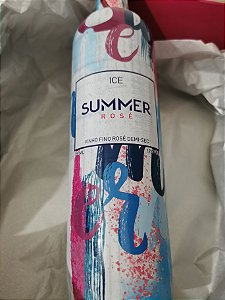 ICE
SUMMER
ROSÉ
VINHO FINO ROSÉ DEMI-SEC